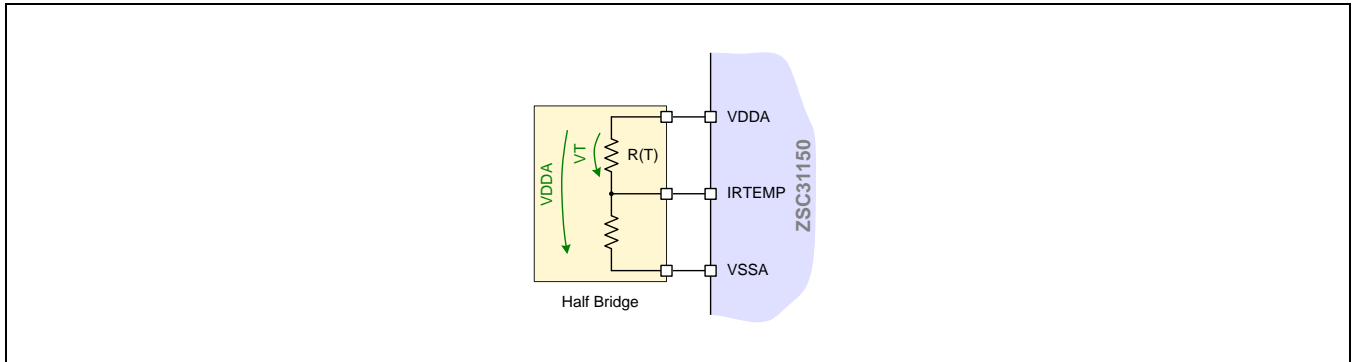 VDDA
VT
R(T)
VDDA
IRTEMP
VSSA
ZSC31150
Half Bridge